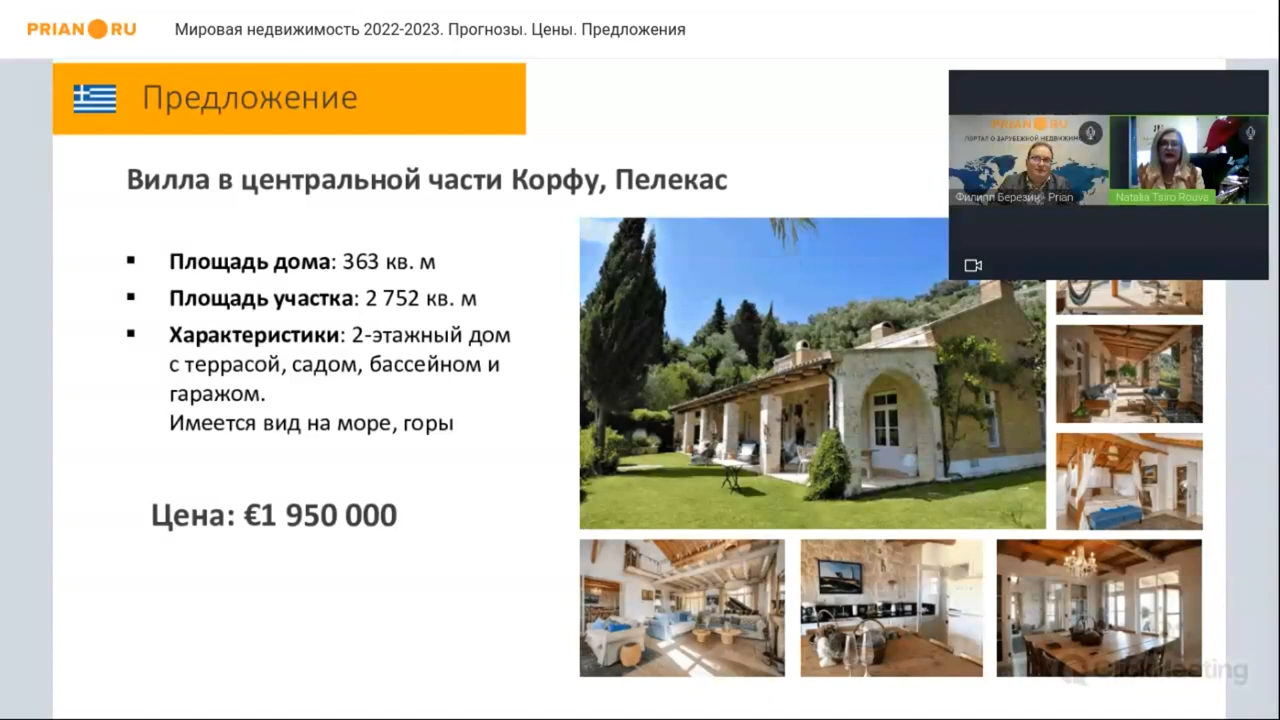 PRIAN RU
Мировая недвижимость 2022-2023. Прогнозы. Цены. Предложения
Предложение
PRIAN RU
Филипп Березин - Prian
Natalia Tsiro Rouva
Вилла в центральной части Корфу, Пелекас
▪ Площадь дома: 363 кв. м
▪ Площадь участка: 2 752 кв. м
▪ Характеристики: 2-этажный дом
с террасой, садом, бассейном и
гаражом.
Имеется вид на море, горы
Цена: €1 950 000
ClickMeeting